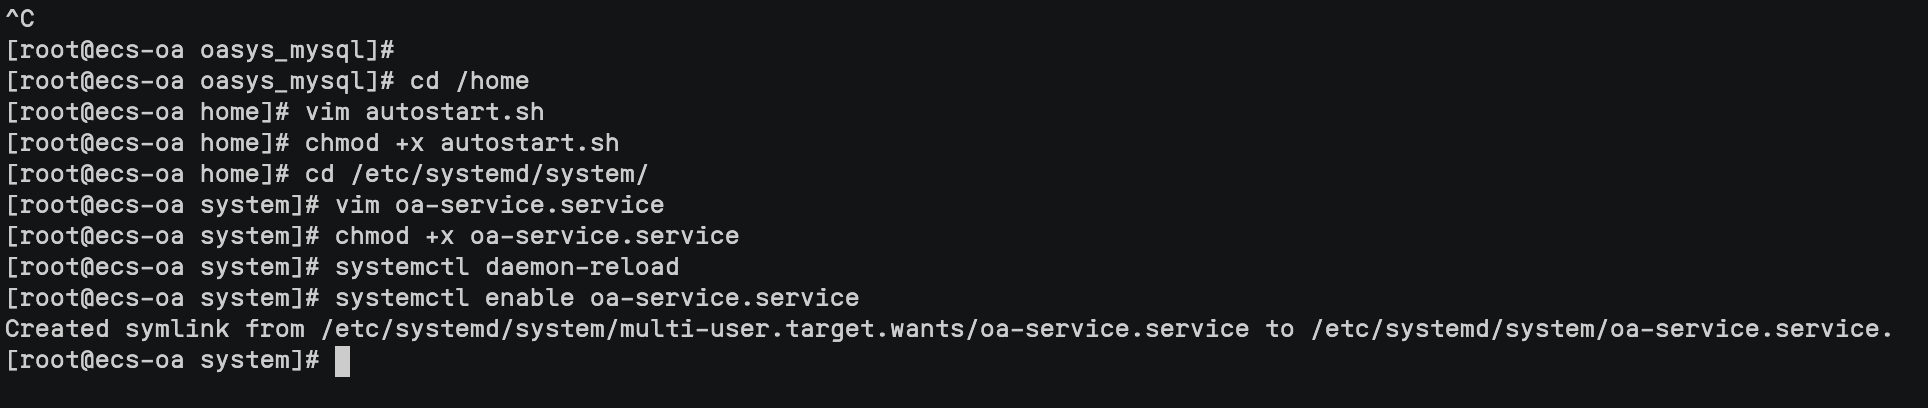 ^C
[root@ecs-oa oasys_mysql]#
[root@ecs-oa oasys_mysql]# cd /home
[root@ecs-oa home]# vim autostart.sh
[root@ecs-oa home]# chmod +x autostart.sh
[root@ecs-oa home]# cd /etc/systemd/system/
[root@ecs-oa system]# vim oa-service.service
[root@ecs-oa system]# chmod +x oa-service.service
[root@ecs-oa system]# systemctl daemon-reload
[root@ecs-oa system]# systemctl enable oa-service.service
Created symlink from /etc/systemd/system/multi-user.target.wants/oa-service.service to /etc/systemd/system/oa-service.service.
[root@ecs-oa system]#